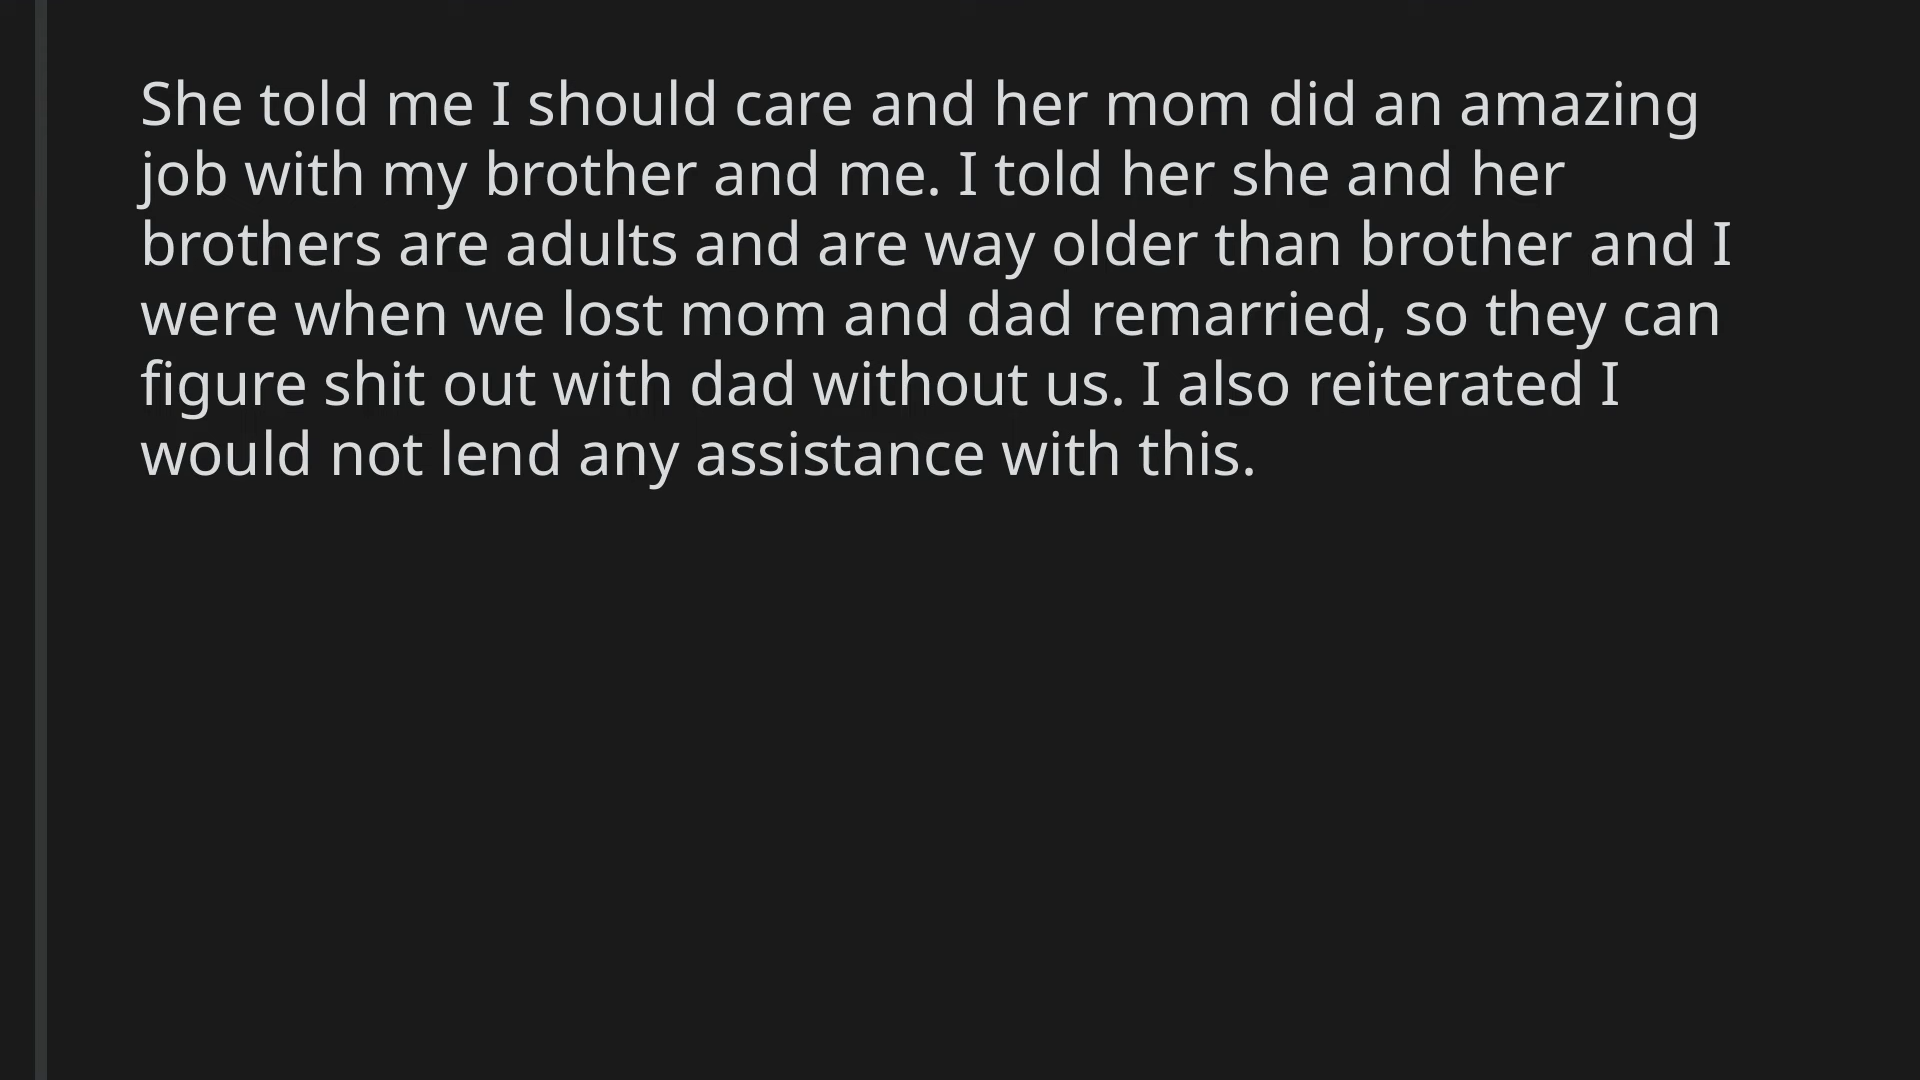 She told me I should care and her mom did an amazing
job with my brother and me. I told her she and her
brothers are adults and are way older than brother and I
were when we lost mom and dad remarried, so they can
figure shit out with dad without us. I also reiterated I
would not lend any assistance with this.